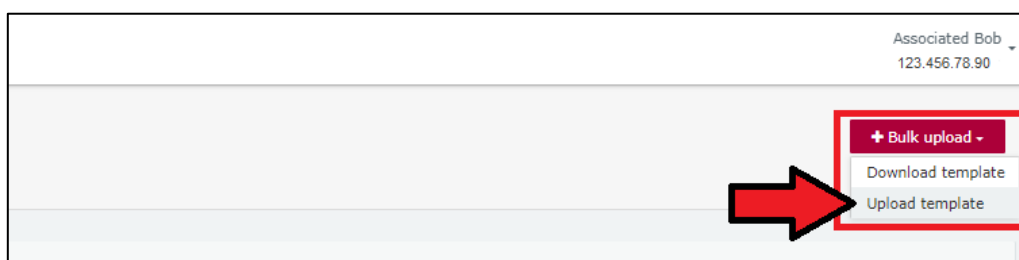 Associated Bob
123.456.78.90
+ Bulk upload
Download template
Upload template